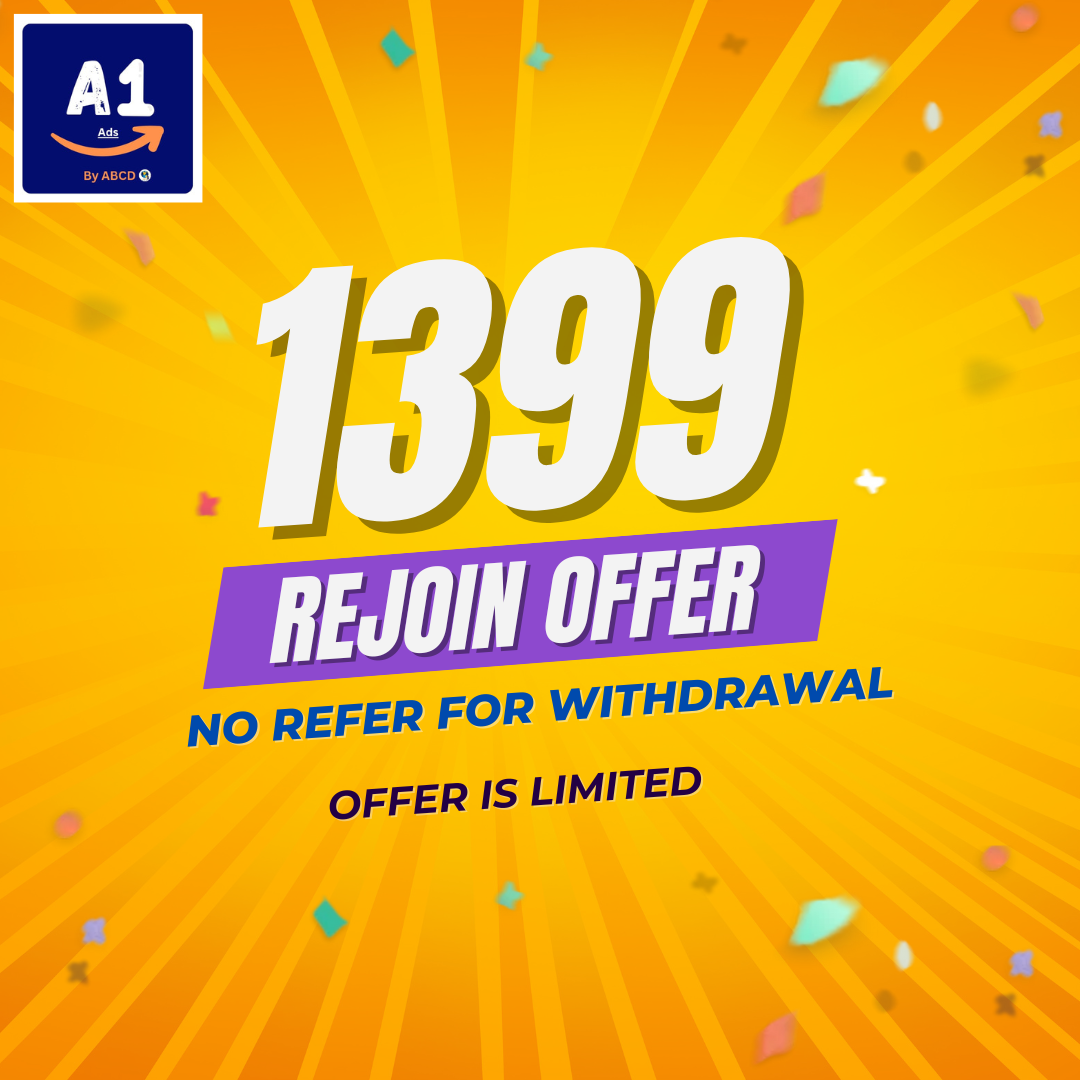 A1
Ads
By ABCD
1399
REJOIN OFFER
NO REFER FOR WITHDRAWAL
OFFER IS LIMITED